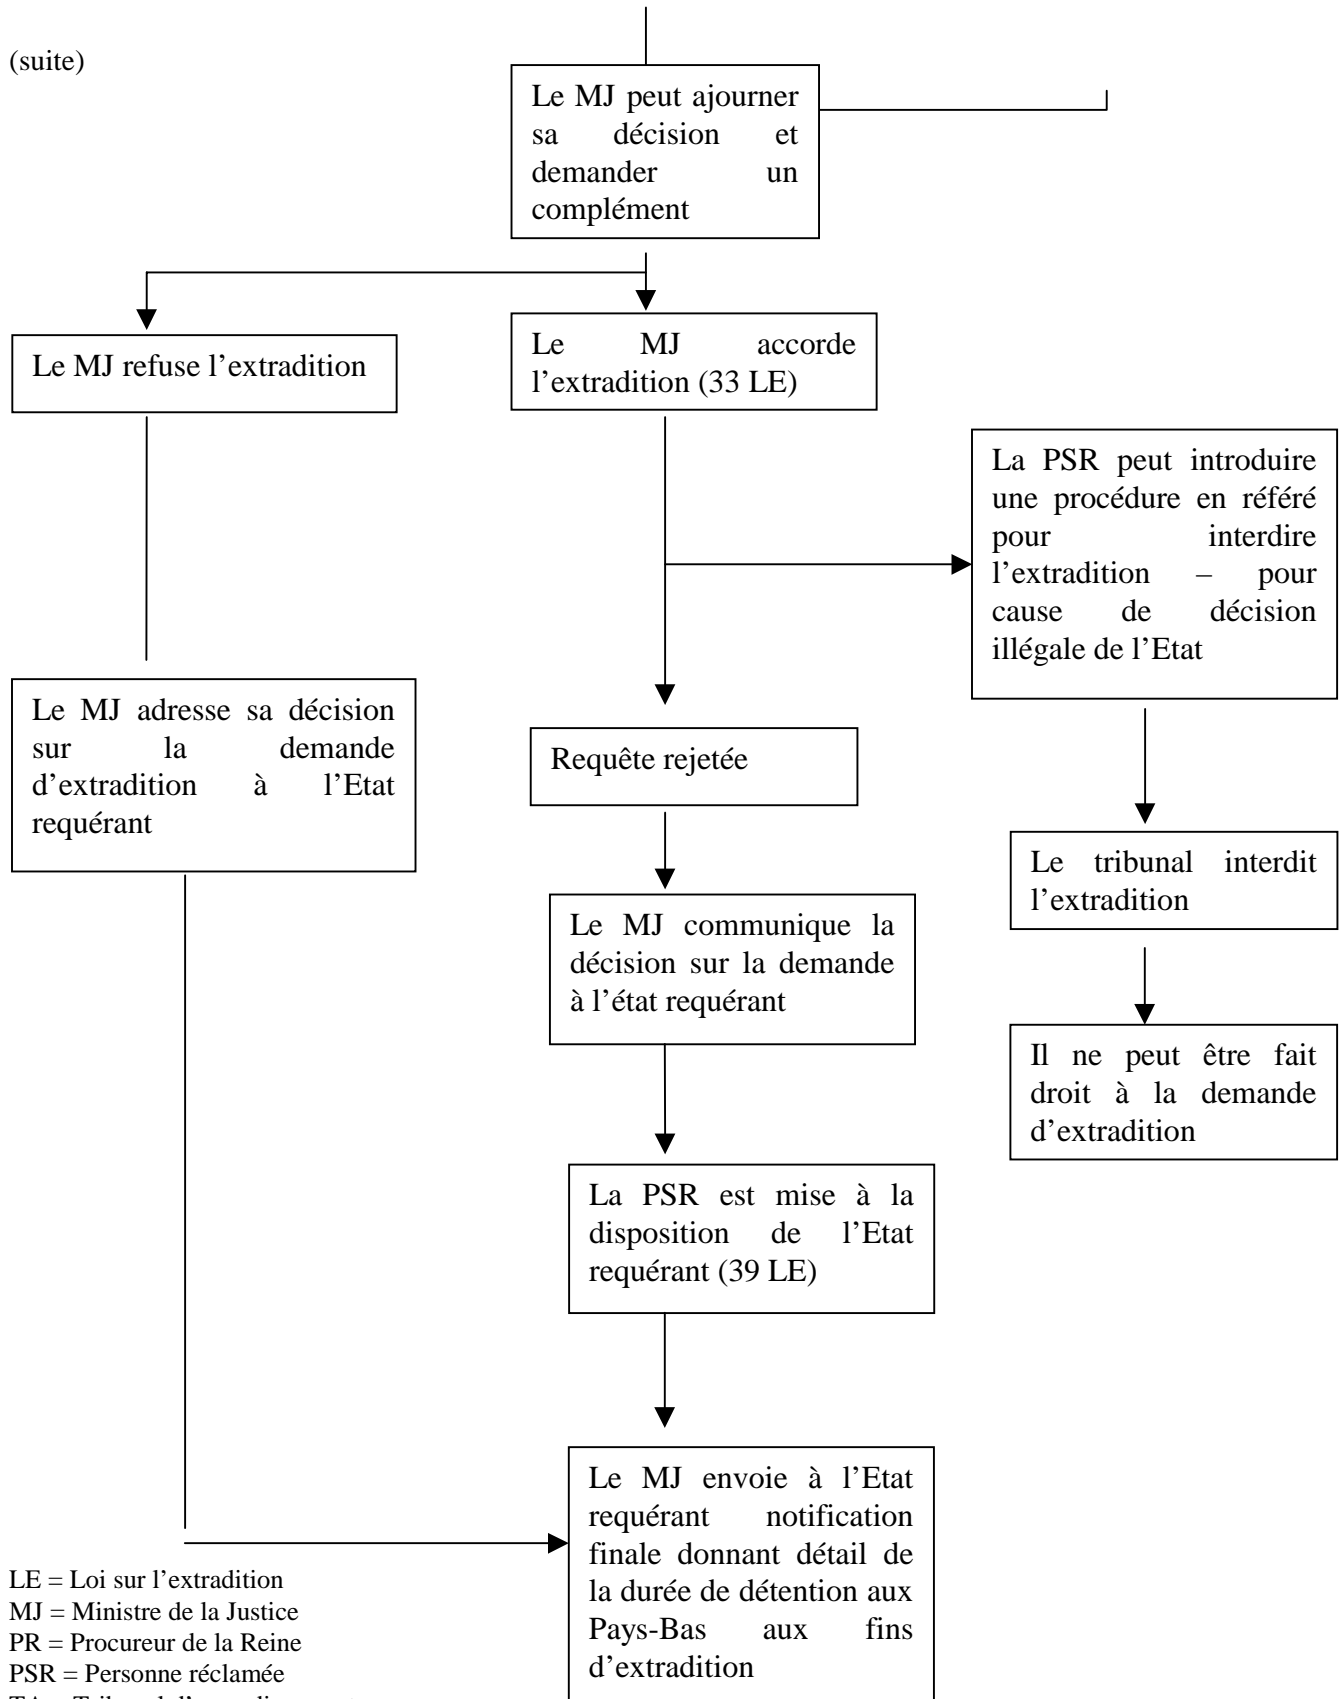 (suite)
Le MJ peut ajourner
sa décision et
demander un
complément
Le MJ refuse l’extradition
Le MJ accorde
l’extradition (33 LE)
La PSR peut introduire
une procédure en référé
pour interdire
l’extradition – pour
cause de décision
illégale de l’Etat
Le MJ adresse sa décision
sur la demande
d’extradition à l’Etat
requérant
Requête rejetée
Le tribunal interdit
l’extradition
Le MJ communique la
décision sur la demande
à l’état requérant
Il ne peut être fait
droit à la demande
d’extradition
La PSR est mise à la
disposition de l’Etat
requérant (39 LE)
Le MJ envoie à l’Etat
requérant notification
finale donnant détail de
la durée de détention aux
Pays-Bas aux fins
d’extradition
LE = Loi sur l’extradition
MJ = Ministre de la Justice
PR = Procureur de la Reine
PSR = Personne réclamée